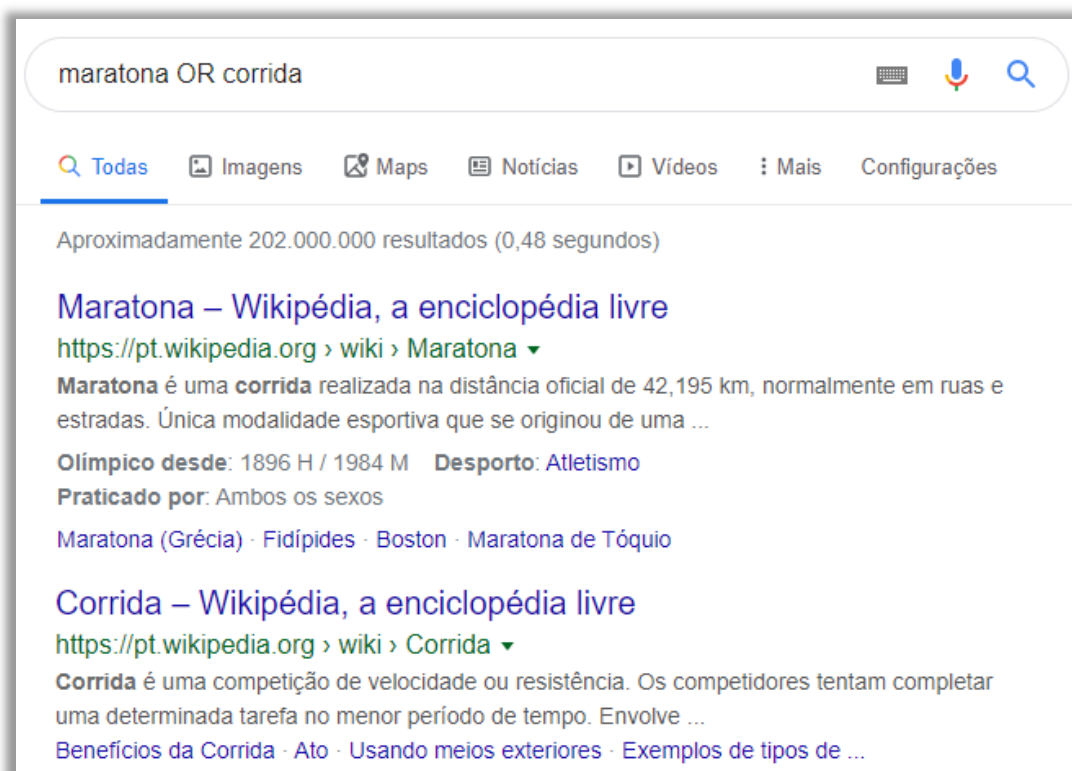 maratona OR corrida
Todas Imagens Maps Notícias Vídeos Mais Configurações
Aproximadamente 202.000.000 resultados (0,48 segundos)
Maratona – Wikipédia, a enciclopédia livre
https://pt.wikipedia.org › wiki › Maratona
Maratona é uma corrida realizada na distância oficial de 42,195 km, normalmente em ruas e
estradas. Única modalidade esportiva que se originou de uma ...
Olímpico desde: 1896 H / 1984 M Desporto: Atletismo
Praticado por: Ambos os sexos
Maratona (Grécia) · Fidípides · Boston · Maratona de Tóquio
Corrida – Wikipédia, a enciclopédia livre
https://pt.wikipedia.org › wiki › Corrida
Corrida é uma competição de velocidade ou resistência. Os competidores tentam completar
uma determinada tarefa no menor período de tempo. Envolve ...
Benefícios da Corrida · Ato · Usando meios exteriores · Exemplos de tipos de ...